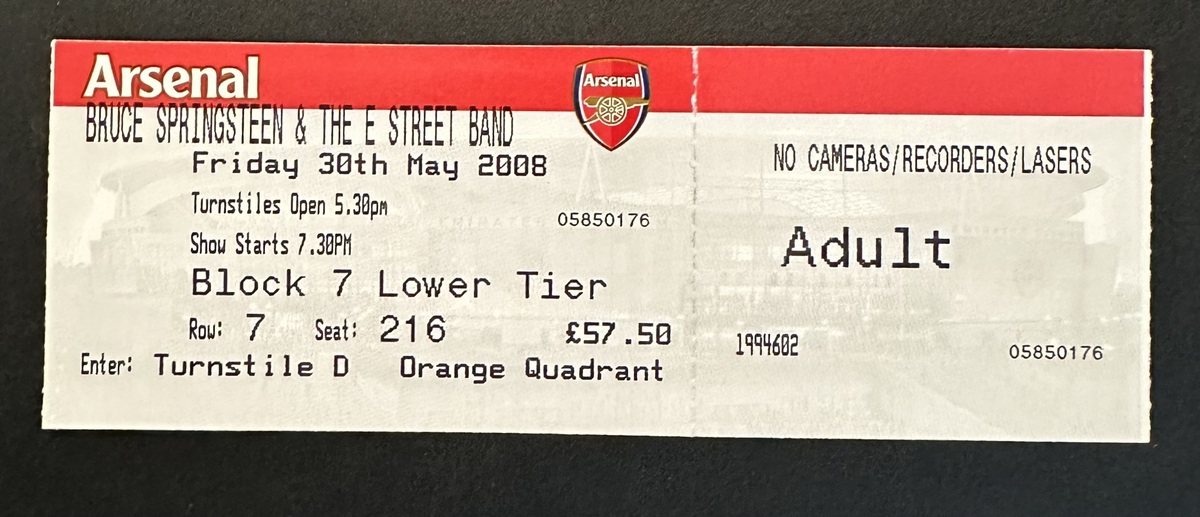 Arsenal
Arsenal
BRUCE SPRINGSTEEN & THE E STREET BAND
Friday 30th May 2008
Turnstiles Open 5.30pm
05850176
Show Starts 7.30PM
Block 7 Lower Tier
Row: 7 Seat: 216 £57.50
Enter: Turnstile D Orange Quadrant
NO CAMERAS/RECORDERS/LASERS
Adult
1994602
05850176